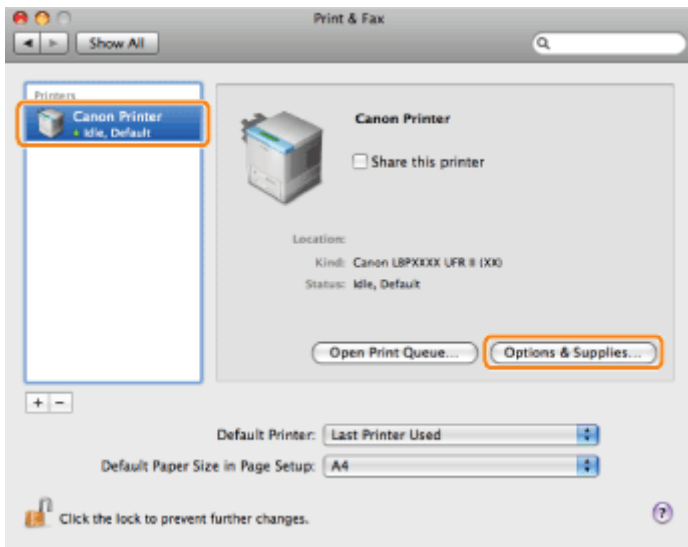 Print & Fax
Show All
Printers
Canon Printer
Idle, Default
Canon Printer
Share this printer
Location:
Kind: Canon LBPXXXX UFR II (XX)
Status: Idle, Default
Open Print Queue...
Options & Supplies...
+ -
Default Printer: Last Printer Used
Default Paper Size in Page Setup: A4
Click the lock to prevent further changes.
?